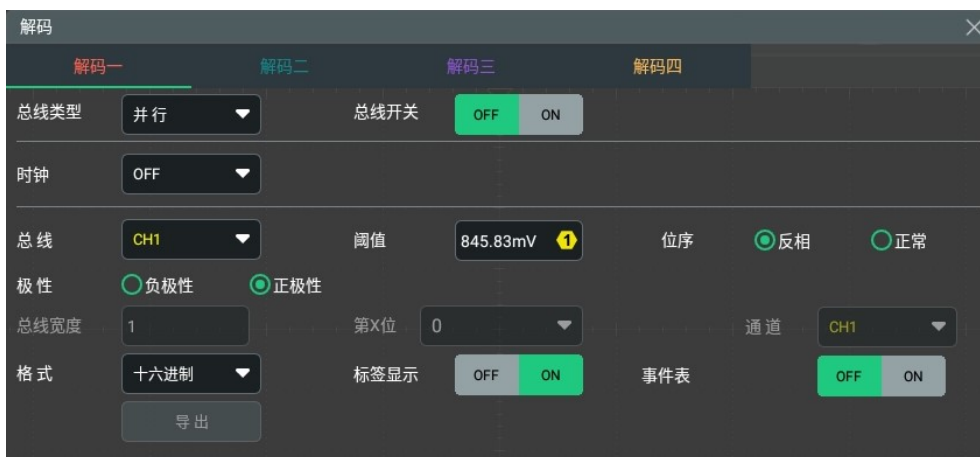 解码
解码一 解码二 解码三 解码四
总线类型 并行 总线开关 OFF ON
时钟 OFF
总线 CH1 阈值 845.83mV 1 位序 反相 正常
极性 负极性 正极性
总线宽度 1 第X位 0 通道 CH1
格式 十六进制 标签显示 OFF ON 事件表 OFF ON
导出